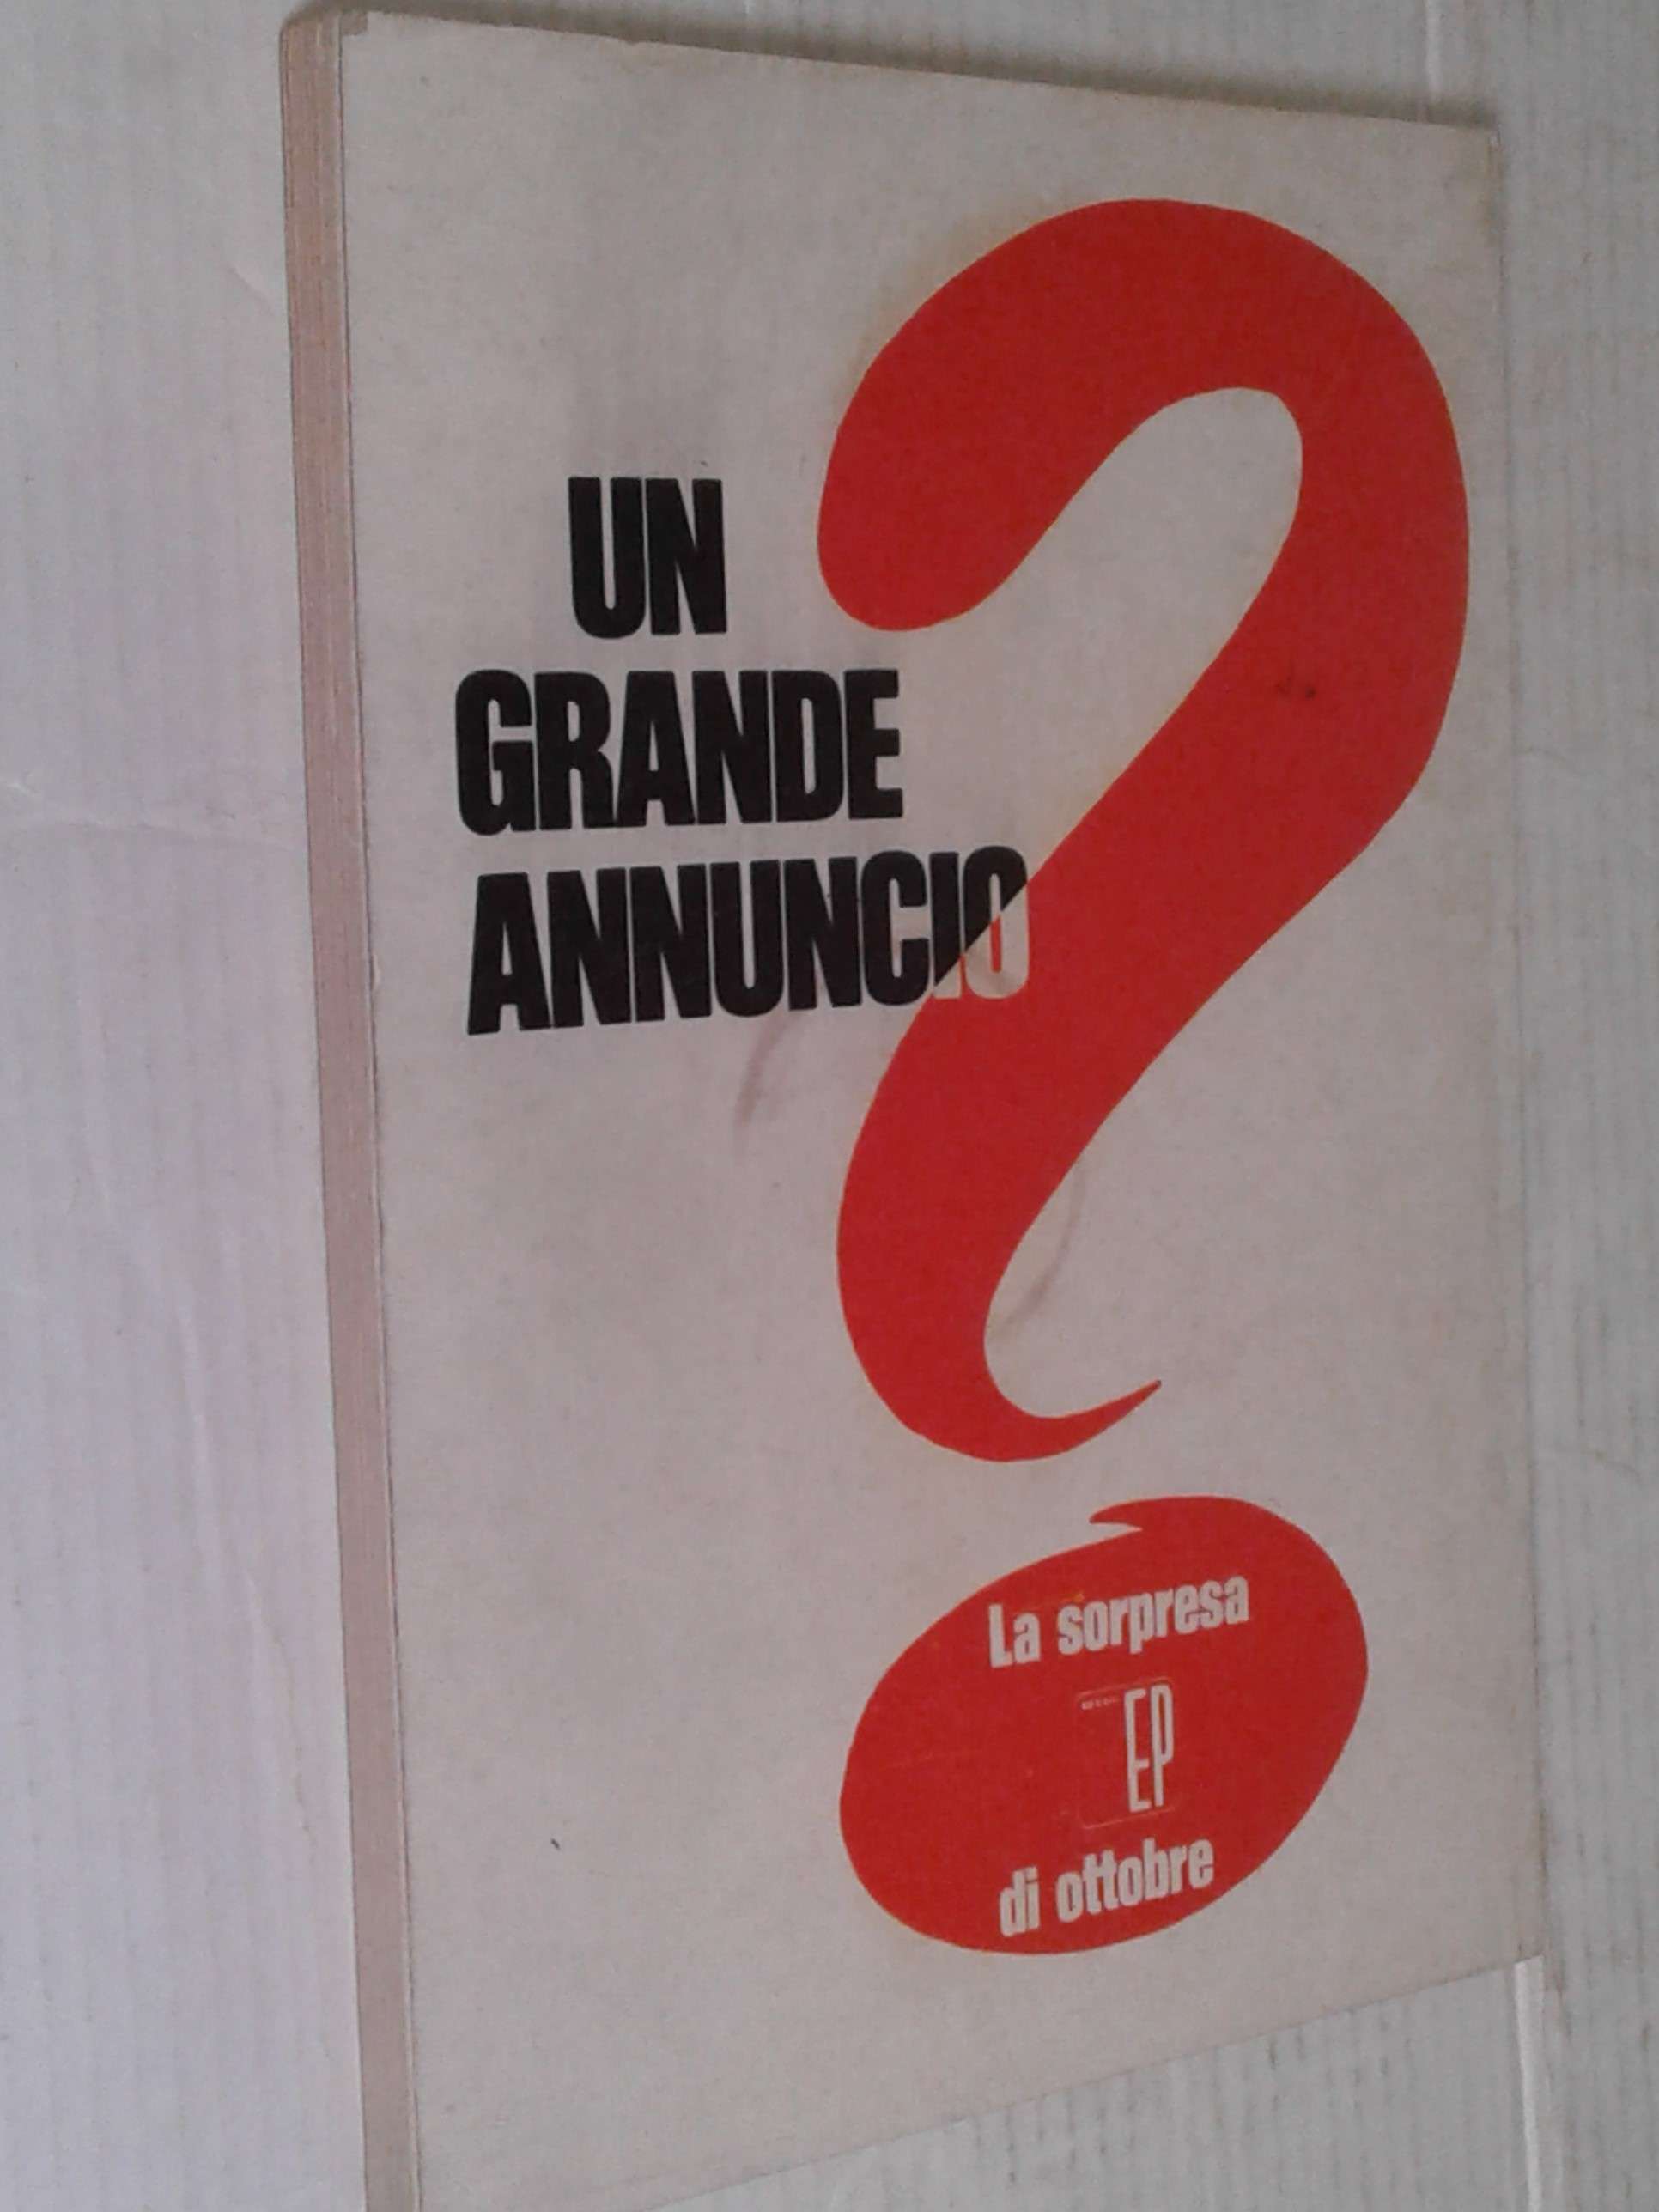 UN
GRANDE
ANNUNCIO
La sorpresa
EP
di ottobre